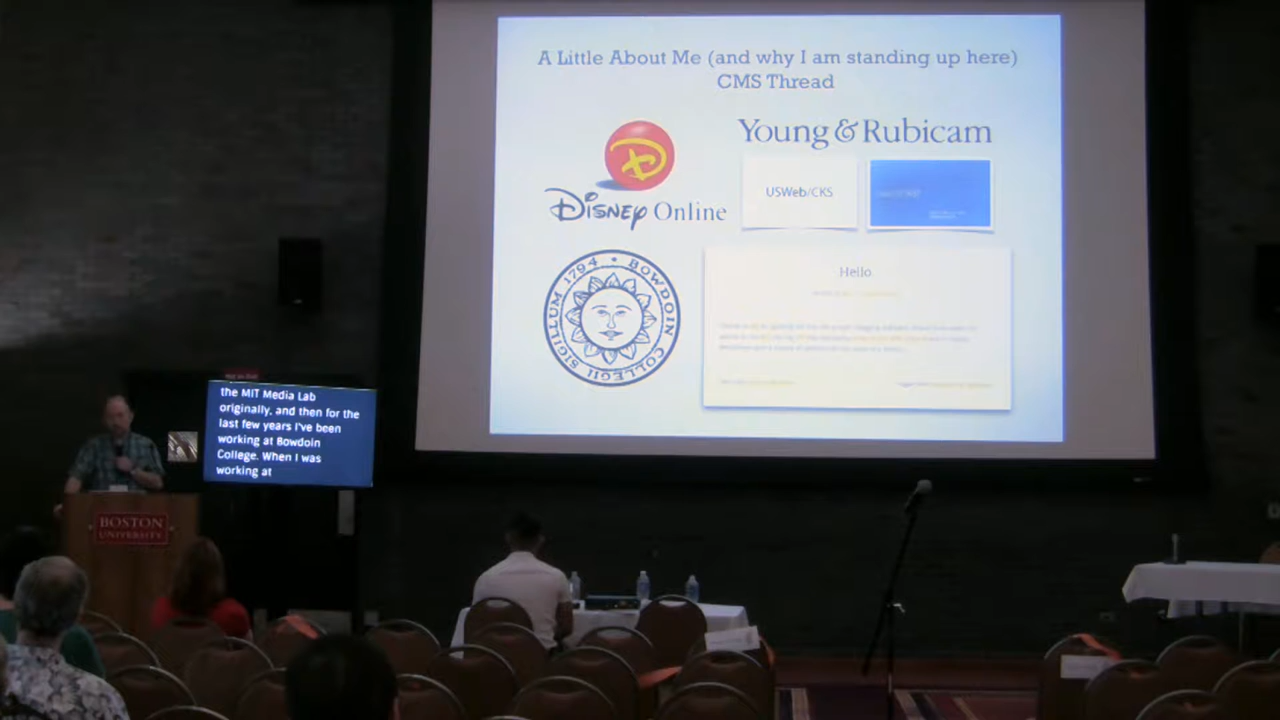 A Little About Me (and why I am standing up here)
CMS Thread
Disney Online
Young & Rubicam
USWeb/CKS
SIGILLUM 1794 • BOWDOIN COLLEGII
Hello
the MIT Media Lab
originally, and then for the
last few years I've been
working at Bowdoin
College. When I was
working at
BOSTON
UNIVERSITY